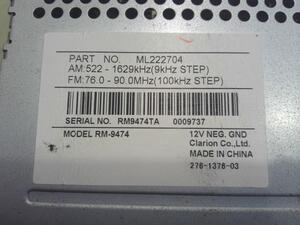 PART NO. ML222704
AM:522 - 1629kHz(9kHz STEP)
FM:76.0 - 90.0MHz(100kHz STEP)
SERIAL NO. RM9474TA 0009737
MODEL RM-9474
12V NEG. GND
Clarion Co.,Ltd.
MADE IN CHINA
276-1376-03